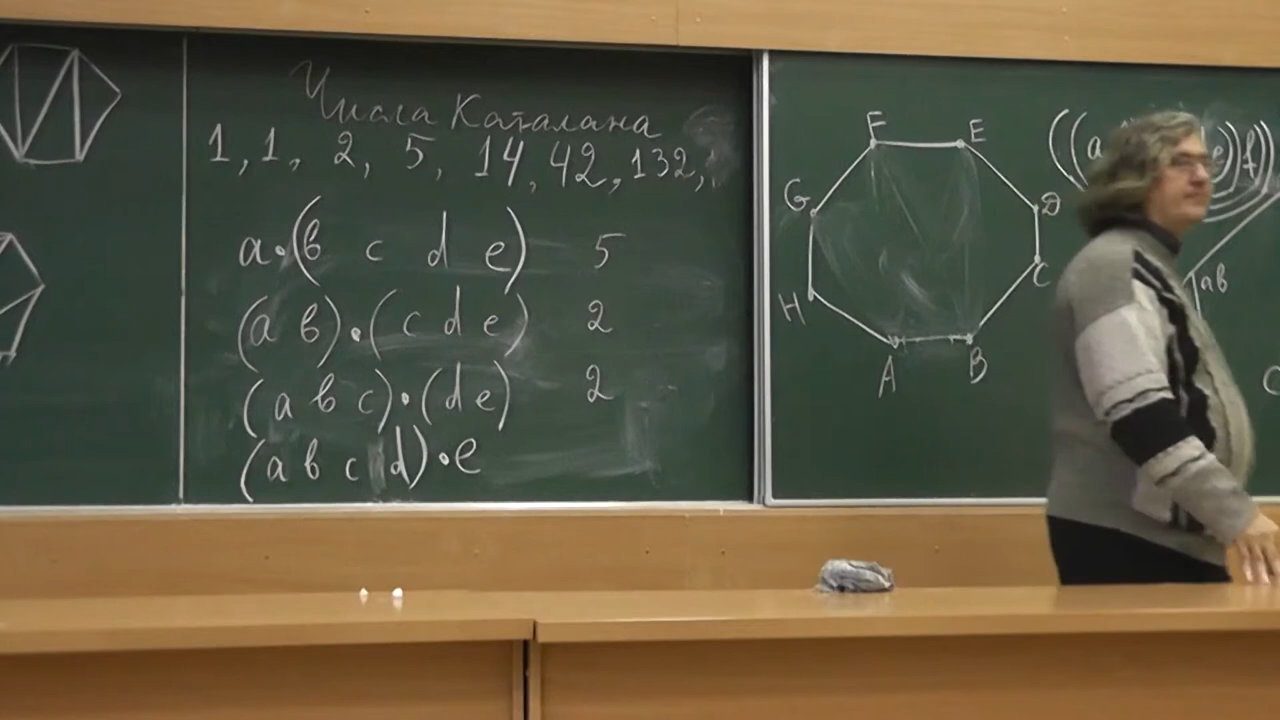 Числа Каталана
1, 1, 2, 5, 14, 42, 132,
a·(b c d e) 5
(a b)·(c d e) 2
(a b c)·(d e) 2
(a b c d)·e
F E
G D
C
H
A B
((a e)f))
ab